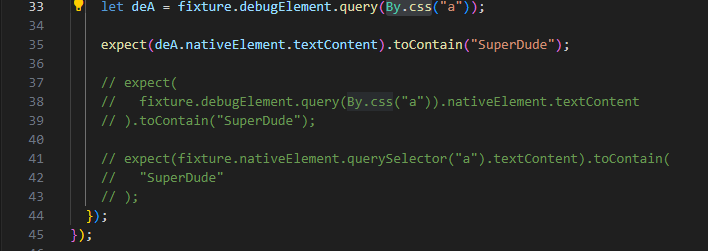 33 let deA = fixture.debugElement.query(By.css("a"));
34
35 expect(deA.nativeElement.textContent).toContain("SuperDude");
36
37 // expect(
38 //   fixture.debugElement.query(By.css("a")).nativeElement.textContent
39 // ).toContain("SuperDude");
40
41 // expect(fixture.nativeElement.querySelector("a").textContent).toContain(
42 //   "SuperDude"
43 // );
44 });
45 });